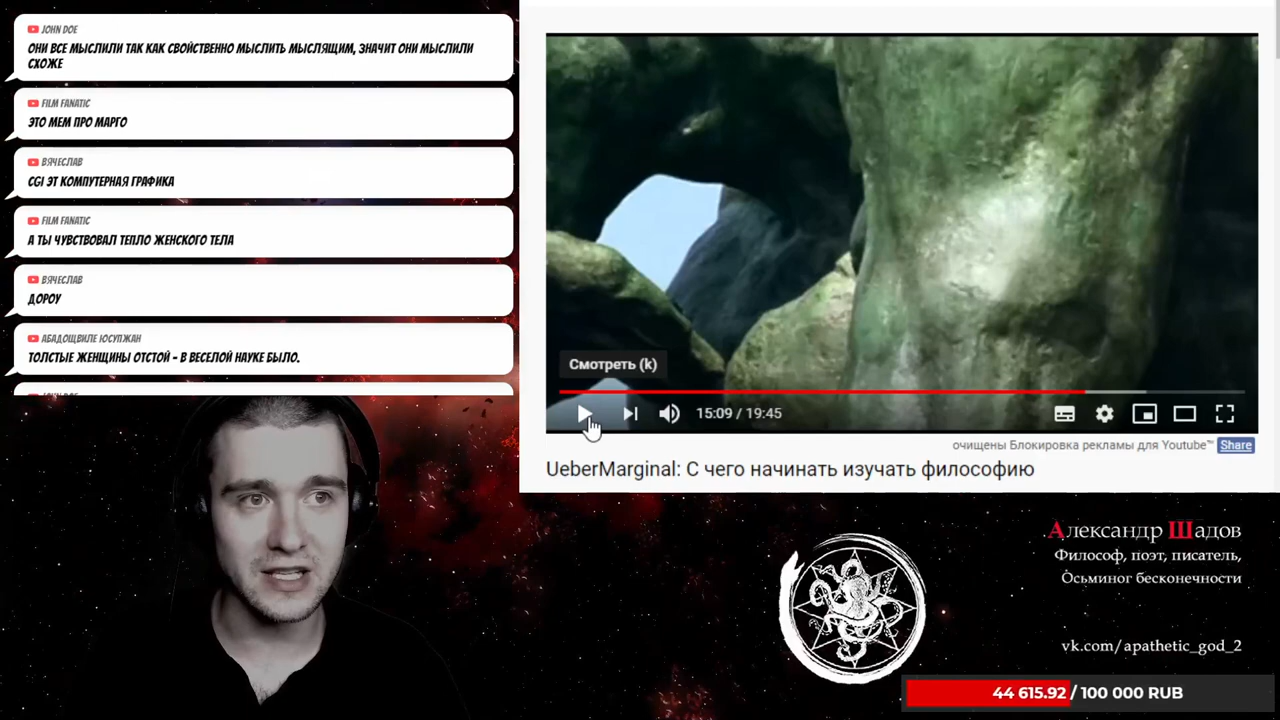 JOHN DOE
ОНИ ВСЕ МЫСЛИЛИ ТАК КАК СВОЙСТВЕННО МЫСЛИТЬ МЫСЛЯЩИМ, ЗНАЧИТ ОНИ МЫСЛИЛИ
СХОЖЕ
FILM FANATIC
ЭТО МЕМ ПРО МАРГО
ВЯЧЕСЛАВ
CGI ЭТ КОМПУТЕРНАЯ ГРАФИКА
FILM FANATIC
А ТЫ ЧУВСТВОВАЛ ТЕПЛО ЖЕНСКОГО ТЕЛА
ВЯЧЕСЛАВ
ДОРОУ
АБАДОЩВИЛЕ ЮСУПЖАН
ТОЛСТЫЕ ЖЕНЩИНЫ ОТСТОЙ - В ВЕСЕЛОЙ НАУКЕ БЫЛО.
Смотреть (k)
15:09 / 19:45
очищены Блокировка рекламы для Youtube™ Share
UeberMarginal: С чего начинать изучать философию
Александр Шадов
Философ, поэт, писатель,
Осьминог бесконечности
vk.com/apathetic_god_2
44 615.92 / 100 000 RUB